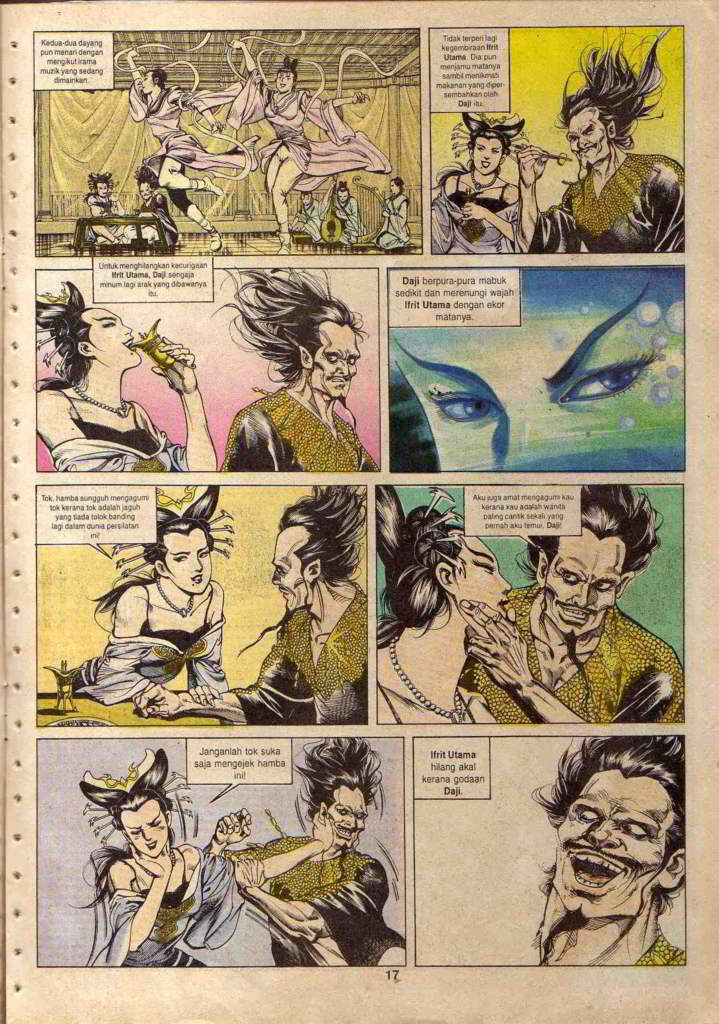 Kedua-dua dayang
pun menari dengan
mengikut irama
muzik yang sedang
dimainkan.
Tidak terperi lagi
kegembiraan Ifrit
Utama. Dia pun
menjamu matanya
sambil menikmati
makanan yang diper-
sembahkan oleh
Daji itu.
Untuk menghilangkan kecurigaan
Ifrit Utama, Daji sengaja
minum lagi arak yang dibawanya
itu.
Daji berpura-pura mabuk
sedikit dan merenungi wajah
Ifrit Utama dengan ekor
matanya.
Tok, hamba sungguh mengagumi
tok kerana tok adalah jaguh
yang tiada tolok banding
lagi dalam dunia persilatan
ini!
Aku juga amat mengagumi kau
kerana kau adalah wanita
paling cantik sekali yang
pernah aku temui, Daji!
Janganlah tok suka
saja mengejek hamba
ini!
Ifrit Utama
hilang akal
kerana godaan
Daji.
17